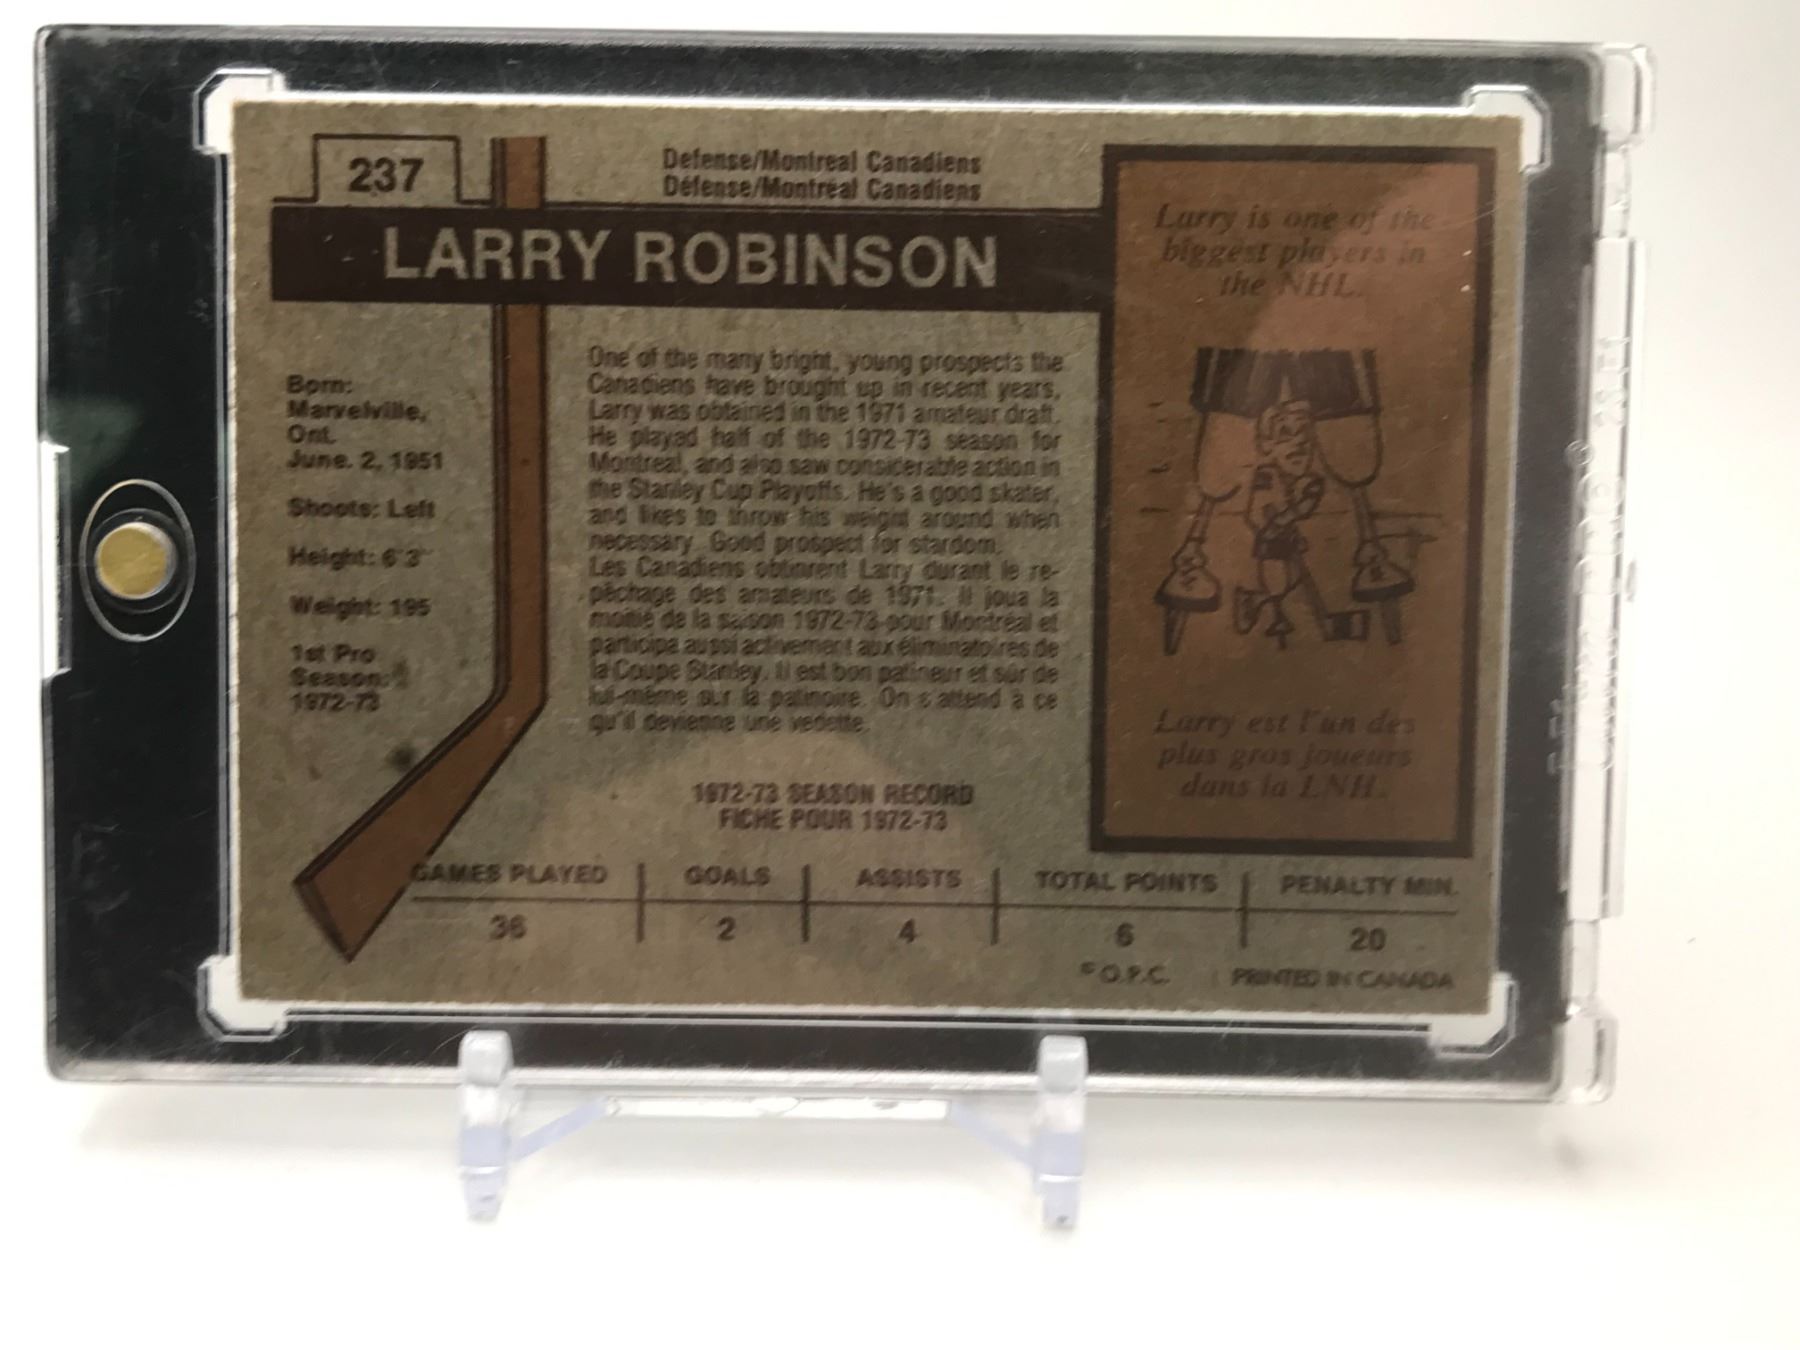 237
Defense/Montreal Canadiens
Défense/Montréal Canadiens
LARRY ROBINSON
Born:
Marvelville,
Ont.
June. 2, 1951
Shoots: Left
Height: 6'3"
Weight: 195
1st Pro
Season:
1972-73
One of the many bright, young prospects the
Canadiens have brought up in recent years,
Larry was obtained in the 1971 amateur draft.
He played half of the 1972-73 season for
Montreal, and also saw considerable action in
the Stanley Cup Playoffs. He's a good skater,
and likes to throw his weight around when
necessary. Good prospect for stardom.
Les Canadiens obtinrent Larry durant le re-
pêchage des amateurs de 1971. Il joua la
moitié de la saison 1972-73 pour Montréal et
participa aussi activement aux éliminatoires de
la Coupe Stanley. Il est bon patineur et sûr de
lui-même sur la patinoire. On s'attend à ce
qu'il devienne une vedette.
Larry is one of the
biggest players in
the NHL.
Larry est l'un des
plus gros joueurs
dans la LNH.
1972-73 SEASON RECORD
FICHE POUR 1972-73
GAMES PLAYED GOALS ASSISTS TOTAL POINTS PENALTY MIN.
36 2 4 6 20
© O.P.C. PRINTED IN CANADA